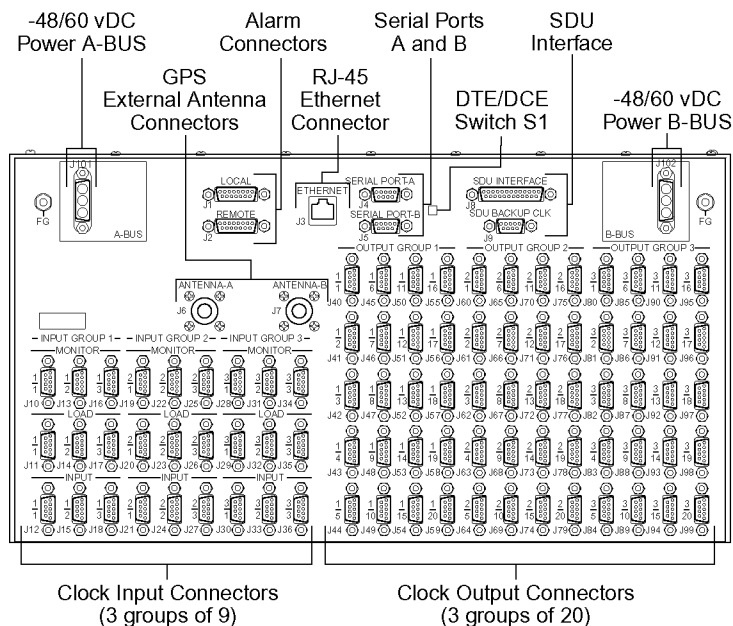 -48/60 vDC
Power A-BUS
Alarm
Connectors
Serial Ports
A and B
SDU
Interface
GPS
External Antenna
Connectors
RJ-45
Ethernet
Connector
DTE/DCE
Switch S1
-48/60 vDC
Power B-BUS
J101
J102
LOCAL
J1
REMOTE
J2
ETHERNET
J3
SERIAL PORT-A
J4
SERIAL PORT-B
J5
SDU INTERFACE
J8
SDU BACKUP CLK
J9
FG
A-BUS
B-BUS
FG
ANTENNA-A
J6
ANTENNA-B
J7
OUTPUT GROUP 1
OUTPUT GROUP 2
OUTPUT GROUP 3
J40 J45 J50 J55 J60 J65 J70 J75 J80 J85 J90 J95
J41 J46 J51 J56 J61 J66 J71 J76 J81 J86 J91 J96
J42 J47 J52 J57 J62 J67 J72 J77 J82 J87 J92 J97
J43 J48 J53 J58 J63 J68 J73 J78 J83 J88 J93 J98
J44 J49 J54 J59 J64 J69 J74 J79 J84 J89 J94 J99
INPUT GROUP 1
INPUT GROUP 2
INPUT GROUP 3
MONITOR MONITOR MONITOR
J10 J13 J16 J19 J22 J25 J28 J31 J34
LOAD LOAD LOAD
J11 J14 J17 J20 J23 J26 J29 J32 J35
INPUT INPUT INPUT
J12 J15 J18 J21 J24 J27 J30 J33 J36
Clock Input Connectors
(3 groups of 9)
Clock Output Connectors
(3 groups of 20)